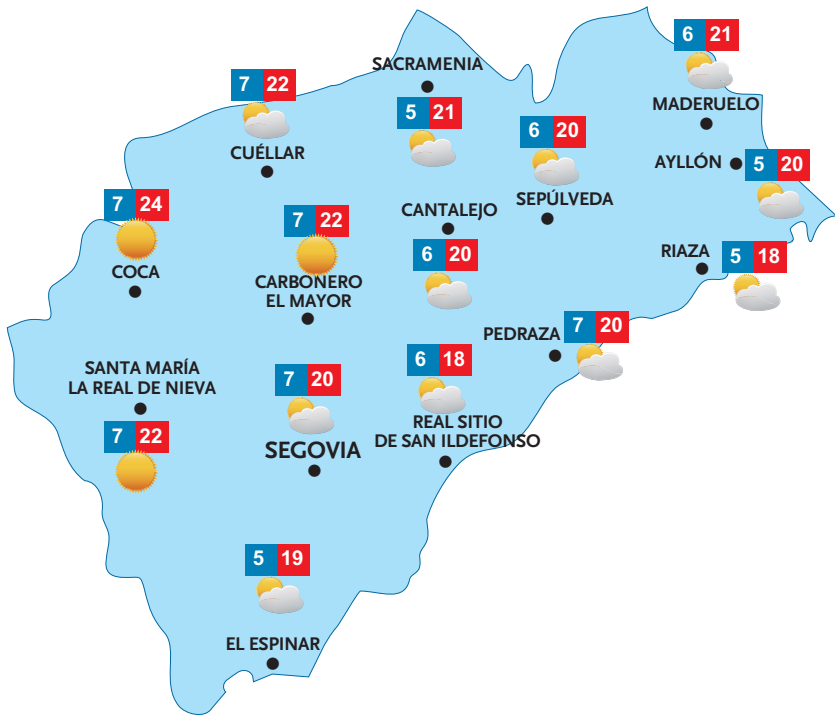 6 21
MADERUELO
SACRAMENIA
5 21
7 22
CUÉLLAR
6 20
SEPÚLVEDA
AYLLÓN
5 20
7 24
COCA
7 22
CARBONERO
EL MAYOR
CANTALEJO
6 20
RIAZA
5 18
PEDRAZA
7 20
SANTA MARÍA
LA REAL DE NIEVA
7 22
7 20
SEGOVIA
6 18
REAL SITIO
DE SAN ILDEFONSO
5 19
EL ESPINAR